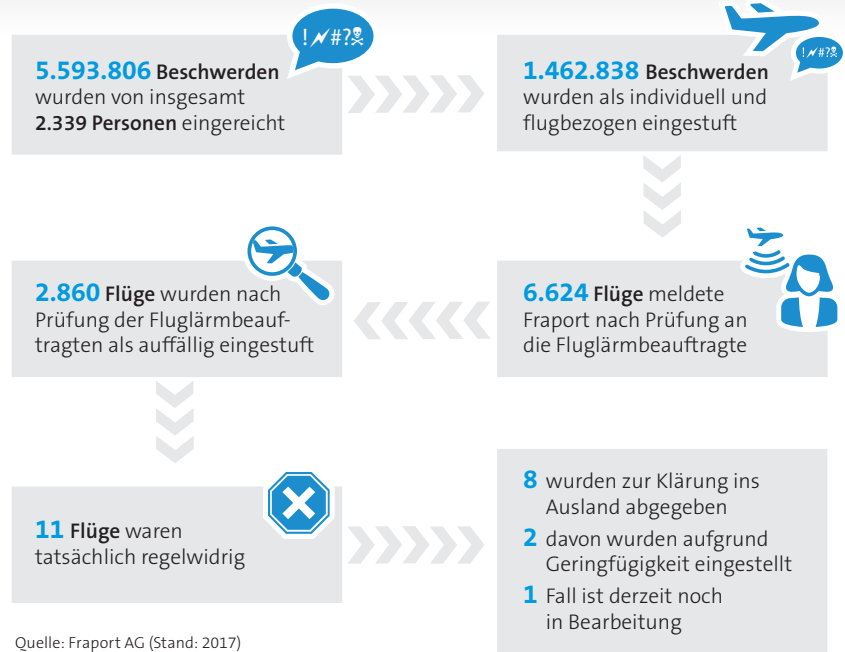 !#?
5.593.806 Beschwerden
wurden von insgesamt
2.339 Personen eingereicht
!#?
1.462.838 Beschwerden
wurden als individuell und
flugbezogen eingestuft
6.624 Flüge meldete
Fraport nach Prüfung an
die Fluglärmbeauftragte
2.860 Flüge wurden nach
Prüfung der Fluglärmbeauf-
tragten als auffällig eingestuft
11 Flüge waren
tatsächlich regelwidrig
8 wurden zur Klärung ins
Ausland abgegeben
2 davon wurden aufgrund
Geringfügigkeit eingestellt
1 Fall ist derzeit noch
in Bearbeitung
Quelle: Fraport AG (Stand: 2017)